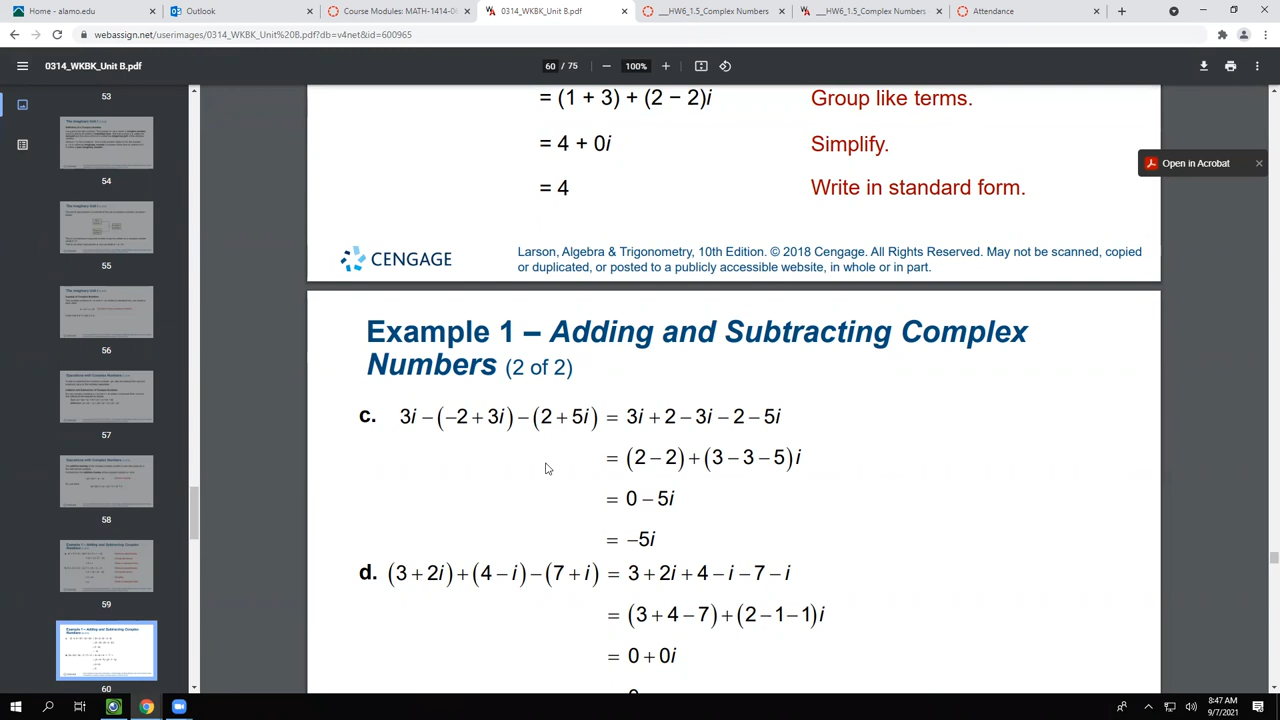 Home - alamo.edu
Outlook
Course Modules: MATH-1414-0
0314_WKBK_Unit B.pdf
__HW6_1.5_Complex Numbers
__HW6_1.5_Complex Numbers
Attendance
webassign.net/userimages/0314_WKBK_Unit%20B.pdf?db=v4net&id=600965
0314_WKBK_Unit B.pdf
60 / 75
100%
Open in Acrobat
53
54
55
56
57
58
59
60
= (1 + 3) + (2 − 2)i Group like terms.
= 4 + 0i Simplify.
= 4 Write in standard form.
CENGAGE
Larson, Algebra & Trigonometry, 10th Edition. © 2018 Cengage. All Rights Reserved. May not be scanned, copied
or duplicated, or posted to a publicly accessible website, in whole or in part.
Example 1 – Adding and Subtracting Complex
Numbers (2 of 2)
c. 3i − (−2 + 3i) − (2 + 5i) = 3i + 2 − 3i − 2 − 5i
= (2 − 2) + (3 − 3 − 5)i
= 0 − 5i
= −5i
d. (3 + 2i) + (4 − i) − (7 + i) = 3 + 2i + 4 − i − 7 − i
= (3 + 4 − 7) + (2 − 1 − 1)i
= 0 + 0i
8:47 AM
9/7/2021